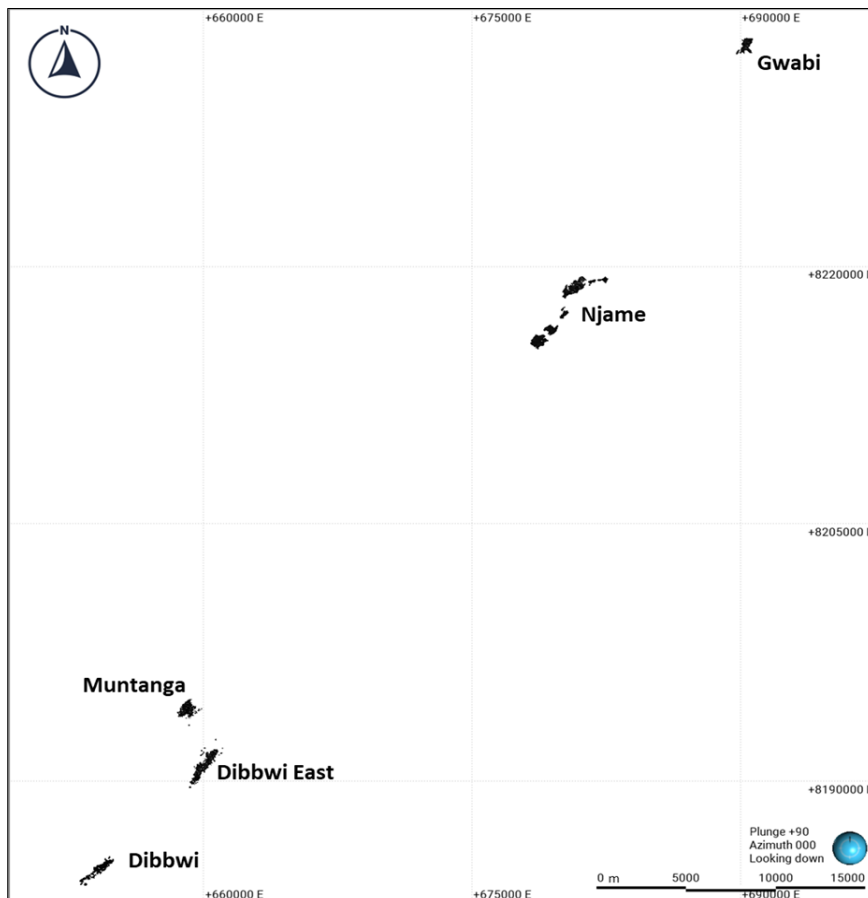 +660000 E
+675000 E
+690000 E
N
Gwabi
+8220000
Njame
+8205000
Muntanga
Dibbwi East
+8190000
Plunge +90
Azimuth 000
Looking down
Dibbwi
0 m 5000 10000 15000
+660000 E
+675000 E
+690000 E